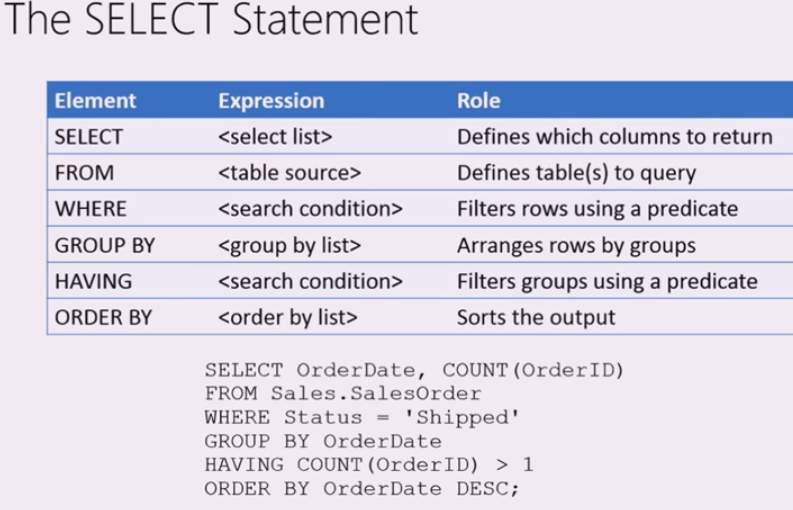 The SELECT Statement
Element Expression Role
SELECT <select list> Defines which columns to return
FROM <table source> Defines table(s) to query
WHERE <search condition> Filters rows using a predicate
GROUP BY <group by list> Arranges rows by groups
HAVING <search condition> Filters groups using a predicate
ORDER BY <order by list> Sorts the output
SELECT OrderDate, COUNT(OrderID)
FROM Sales.SalesOrder
WHERE Status = 'Shipped'
GROUP BY OrderDate
HAVING COUNT(OrderID) > 1
ORDER BY OrderDate DESC;